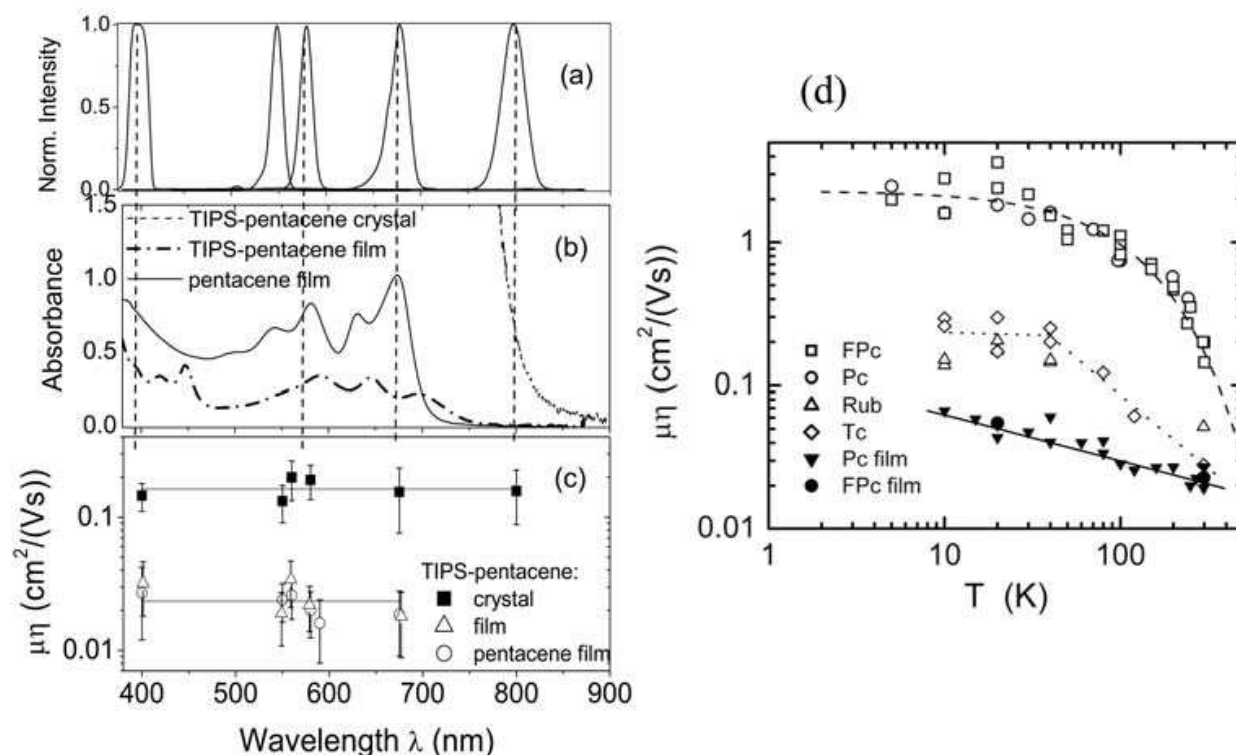 (a)
Norm. Intensity
1.0
0.5
0.0
(b)
Absorbance
1.5
1.0
0.5
0.0
TIPS-pentacene crystal
TIPS-pentacene film
pentacene film
(c)
μη (cm²/(Vs))
0.1
0.01
TIPS-pentacene:
crystal
film
pentacene film
400 500 600 700 800 900
Wavelength λ (nm)
(d)
μη (cm²/(Vs))
1
0.1
0.01
FPc
Pc
Rub
Tc
Pc film
FPc film
1 10 100
T (K)